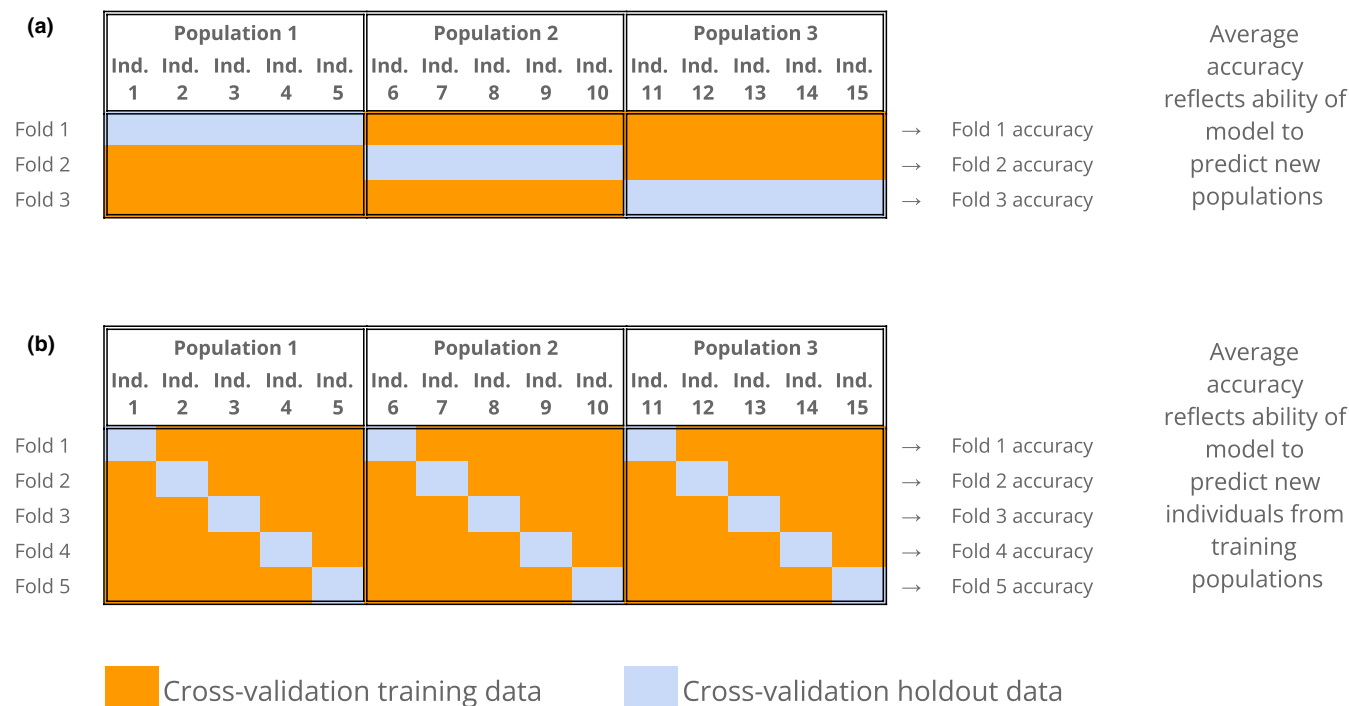 (a)
Population 1 Population 2 Population 3
Ind. Ind. Ind. Ind. Ind. Ind. Ind. Ind. Ind. Ind. Ind. Ind. Ind. Ind. Ind.
1 2 3 4 5 6 7 8 9 10 11 12 13 14 15
Fold 1 → Fold 1 accuracy
Fold 2 → Fold 2 accuracy
Fold 3 → Fold 3 accuracy
Average
accuracy
reflects ability of
model to
predict new
populations
(b)
Population 1 Population 2 Population 3
Ind. Ind. Ind. Ind. Ind. Ind. Ind. Ind. Ind. Ind. Ind. Ind. Ind. Ind. Ind.
1 2 3 4 5 6 7 8 9 10 11 12 13 14 15
Fold 1 → Fold 1 accuracy
Fold 2 → Fold 2 accuracy
Fold 3 → Fold 3 accuracy
Fold 4 → Fold 4 accuracy
Fold 5 → Fold 5 accuracy
Average
accuracy
reflects ability of
model to
predict new
individuals from
training
populations
Cross-validation training data
Cross-validation holdout data